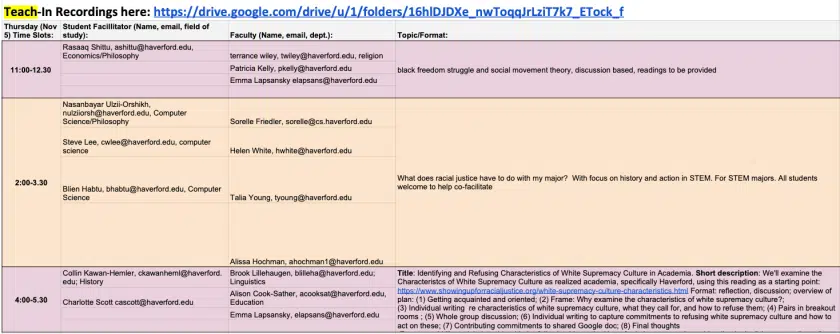 Teach-In Recordings here: https://drive.google.com/drive/u/1/folders/16hlDJDXe_nwToqqJrLziT7k7_ETock_f
Thursday (Nov 5) Time Slots:
Student Facilitator (Name, email, field of study):
Faculty (Name, email, dept.):
Topic/Format:
11:00-12.30
Rasaaq Shittu, ashittu@haverford.edu,
Economics/Philosophy
terrance wiley, twiley@haverford.edu, religion
Patricia Kelly, pkelly@haverford.edu
Emma Lapsansky elapsans@haverford.edu
black freedom struggle and social movement theory, discussion based, readings to be provided
2:00-3.30
Nasanbayar Ulzii-Orshikh,
nulziiorsh@haverford.edu, Computer
Science/Philosophy
Sorelle Friedler, sorelle@cs.haverford.edu
Steve Lee, cwlee@haverford.edu, computer
science
Helen White, hwhite@haverford.edu
Blien Habtu, bhabtu@haverford.edu, Computer
Science
Talia Young, tyoung@haverford.edu
Alissa Hochman, ahochman1@haverford.edu
What does racial justice have to do with my major? With focus on history and action in STEM. For STEM majors. All students
welcome to help co-facilitate
4:00-5.30
Collin Kawan-Hemler, ckawanheml@haverford.
edu; History
Brook Lillehaugen, blilleha@haverford.edu;
Linguistics
Charlotte Scott cascott@haverford.edu
Alison Cook-Sather, acooksat@haverford.edu,
Education
Emma Lapsansky, elapsans@haverford.edu
Title: Identifying and Refusing Characteristics of White Supremacy Culture in Academia. Short description: We'll examine the
Characteristcs of White Supremacy Culture as realized academia, specifically Haverford, using this reading as a starting point:
https://www.showingupforracialjustice.org/white-supremacy-culture-characteristics.html Format: reflection, discussion; overview of
plan: (1) Getting acquainted and oriented; (2) Frame: Why examine the characteristics of white supremacy culture?;
(3) Individual writing re characteristics of white supremacy culture, what they call for, and how to refuse them; (4) Pairs in breakout
rooms ; (5) Whole group discussion; (6) Individual writing to capture commitments to refusing white supremacy culture and how to
act on these; (7) Contributing commitments to shared Google doc; (8) Final thoughts